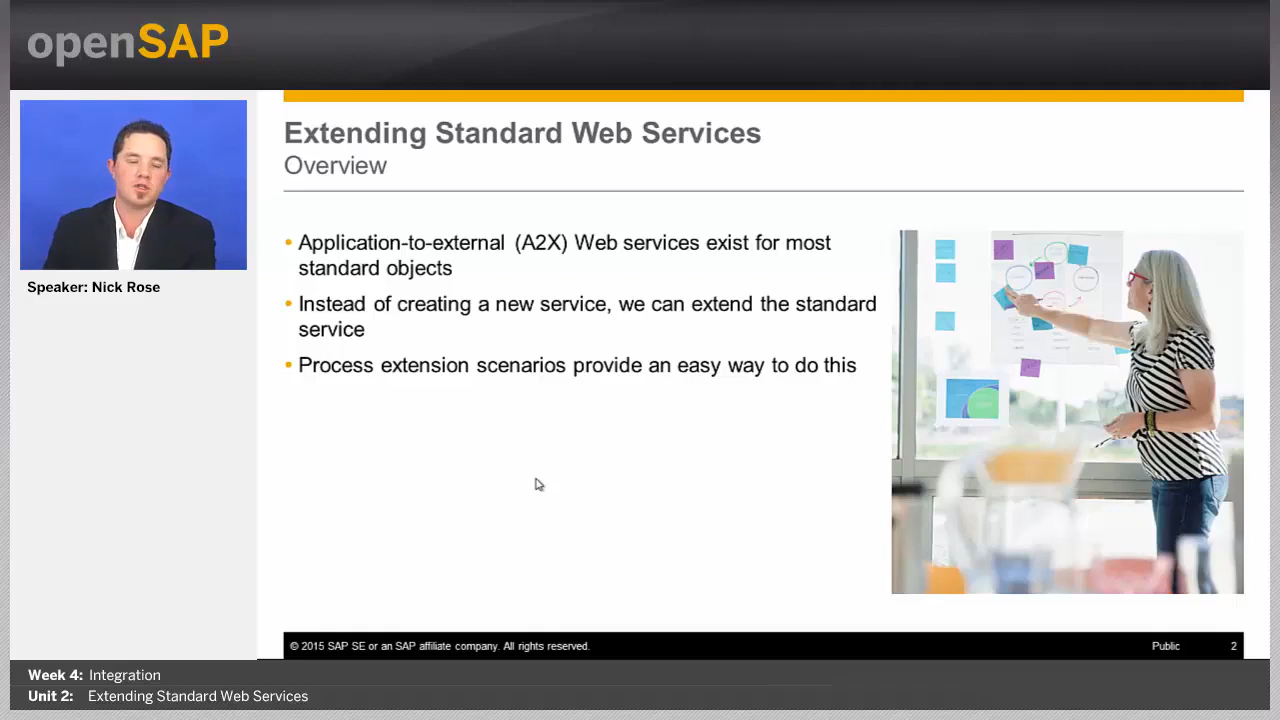 openSAP
Speaker: Nick Rose
Extending Standard Web Services
Overview
• Application-to-external (A2X) Web services exist for most
standard objects
• Instead of creating a new service, we can extend the standard
service
• Process extension scenarios provide an easy way to do this
© 2015 SAP SE or an SAP affiliate company. All rights reserved.
Public
2
Week 4: Integration
Unit 2: Extending Standard Web Services